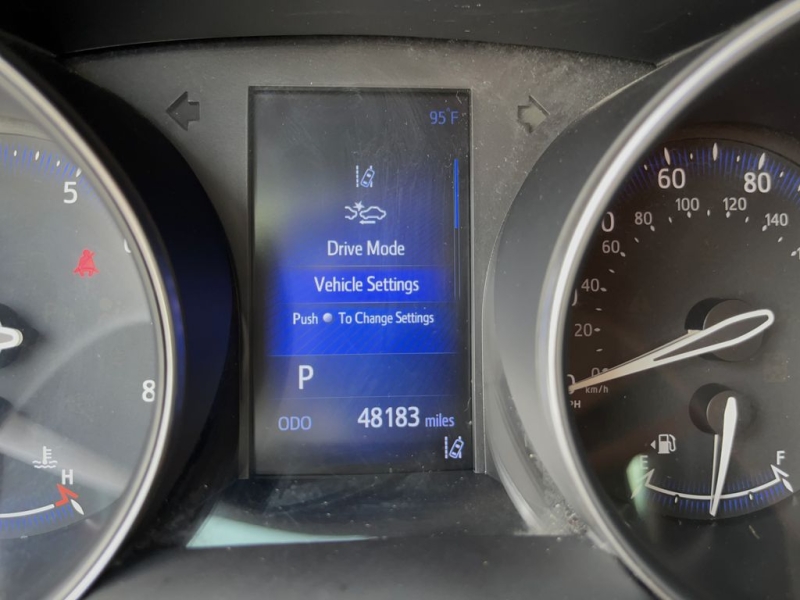 95°F
Drive Mode
Vehicle Settings
Push To Change Settings
P
ODO 48183 miles
5
8
H
60 80
80 100 120 140
60
40
20
0
km/h
E F